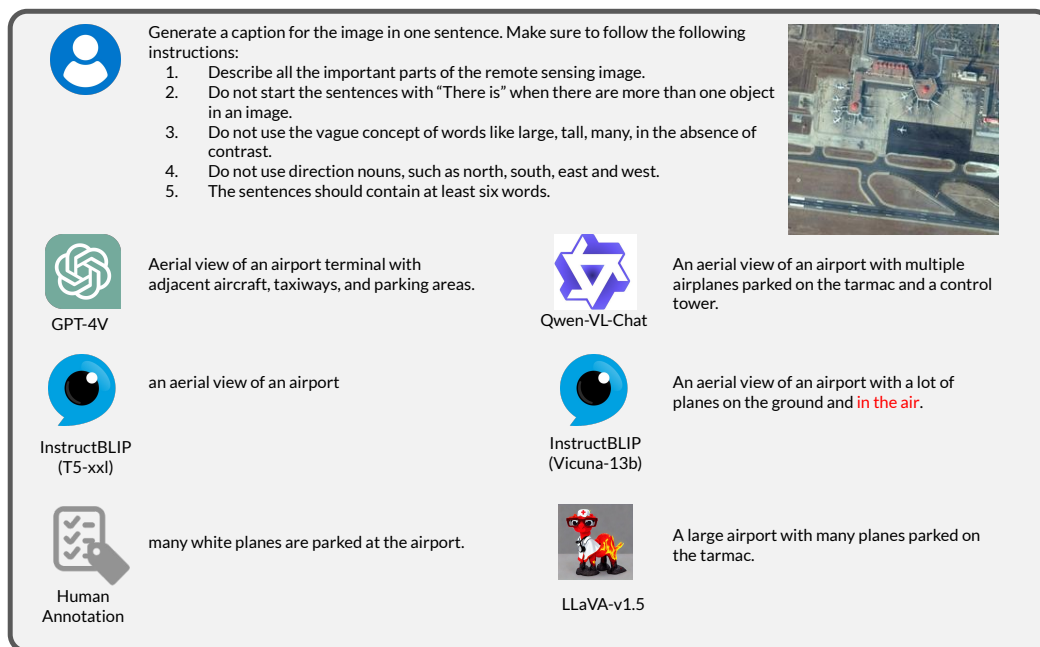 Generate a caption for the image in one sentence. Make sure to follow the following
instructions:
1. Describe all the important parts of the remote sensing image.
2. Do not start the sentences with “There is” when there are more than one object
in an image.
3. Do not use the vague concept of words like large, tall, many, in the absence of
contrast.
4. Do not use direction nouns, such as north, south, east and west.
5. The sentences should contain at least six words.
Aerial view of an airport terminal with
adjacent aircraft, taxiways, and parking areas.
GPT-4V
An aerial view of an airport with multiple
airplanes parked on the tarmac and a control
tower.
Qwen-VL-Chat
an aerial view of an airport
InstructBLIP
(T5-xxl)
An aerial view of an airport with a lot of
planes on the ground and in the air.
InstructBLIP
(Vicuna-13b)
many white planes are parked at the airport.
Human
Annotation
A large airport with many planes parked on
the tarmac.
LLaVA-v1.5